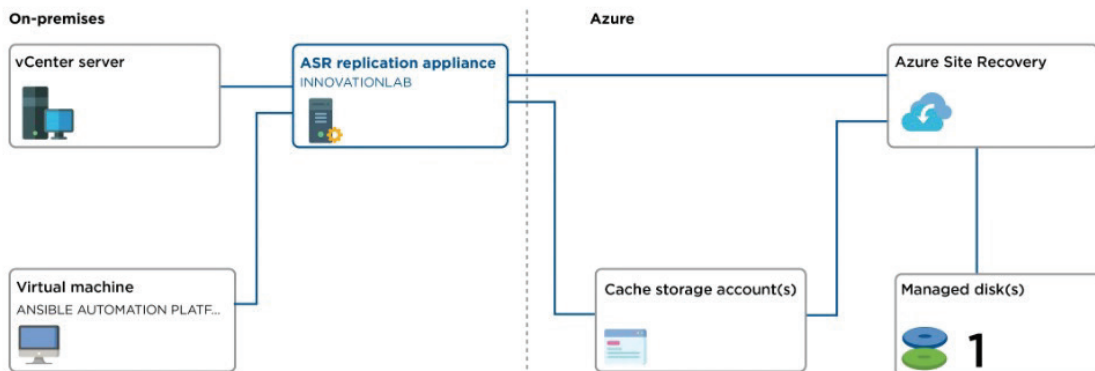 On-premises
Azure
vCenter server
ASR replication appliance
INNOVATIONLAB
Azure Site Recovery
Virtual machine
ANSIBLE AUTOMATION PLATF...
Cache storage account(s)
Managed disk(s)
1